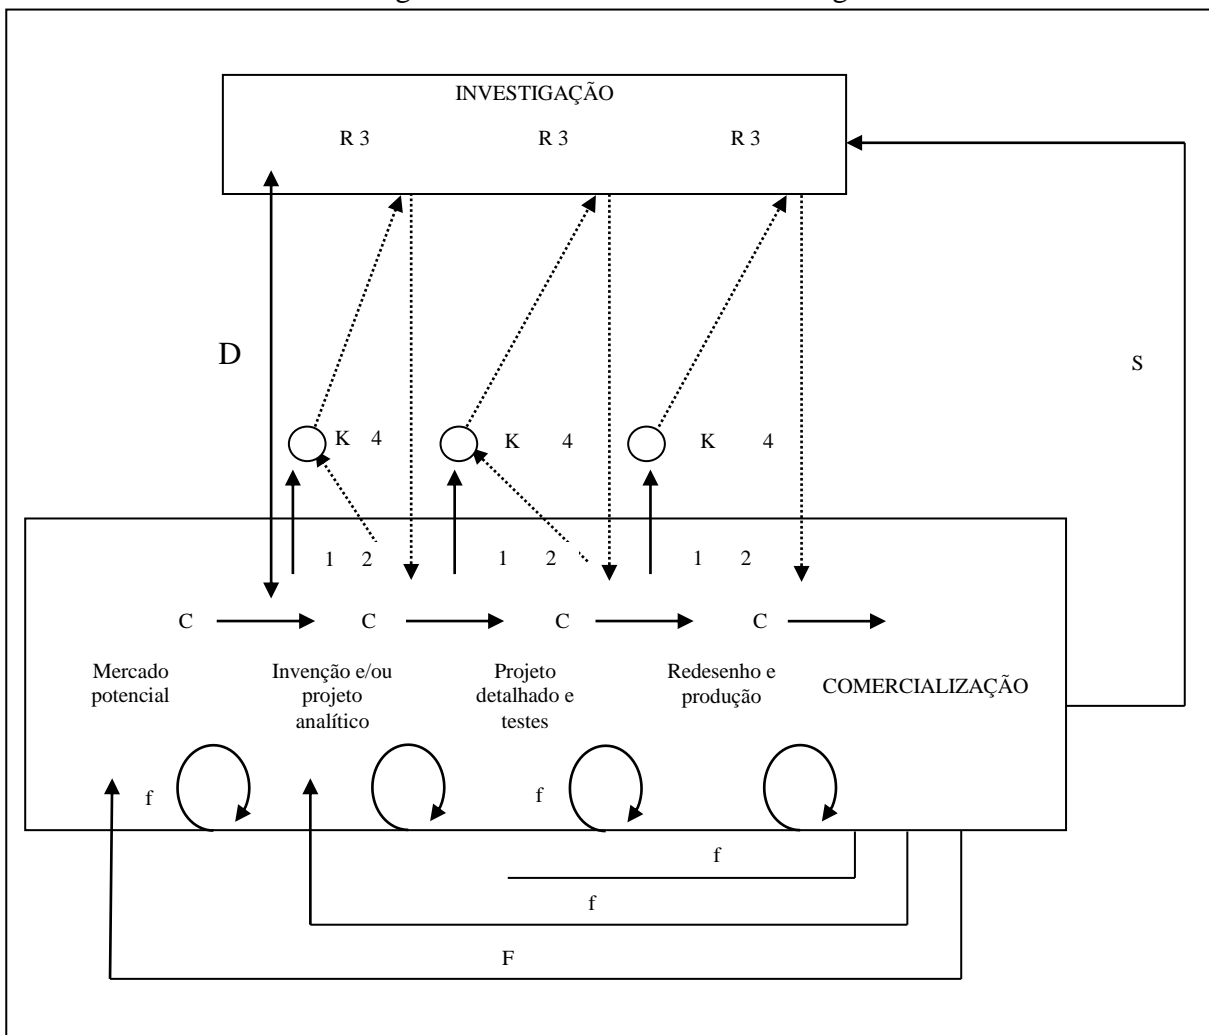 INVESTIGAÇÃO
R 3 R 3 R 3
D
S
K 4 K 4 K 4
1 2 1 2 1 2
C C C C
Mercado
potencial
Invenção e/ou
projeto
analítico
Projeto
detalhado e
testes
Redesenho e
produção
COMERCIALIZAÇÃO
f f
f
f
F